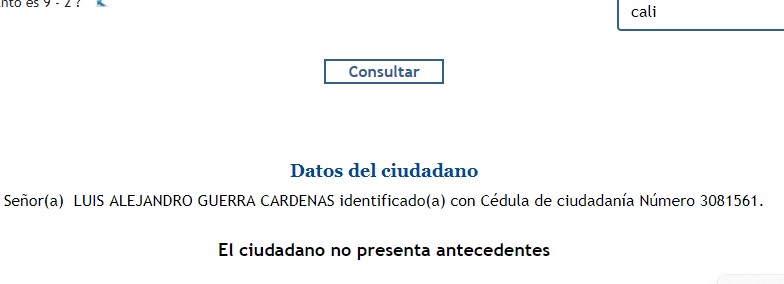 nto es 9 - 2 ?
cali
Consultar
Datos del ciudadano
Señor(a) LUIS ALEJANDRO GUERRA CARDENAS identificado(a) con Cédula de ciudadanía Número 3081561.
El ciudadano no presenta antecedentes